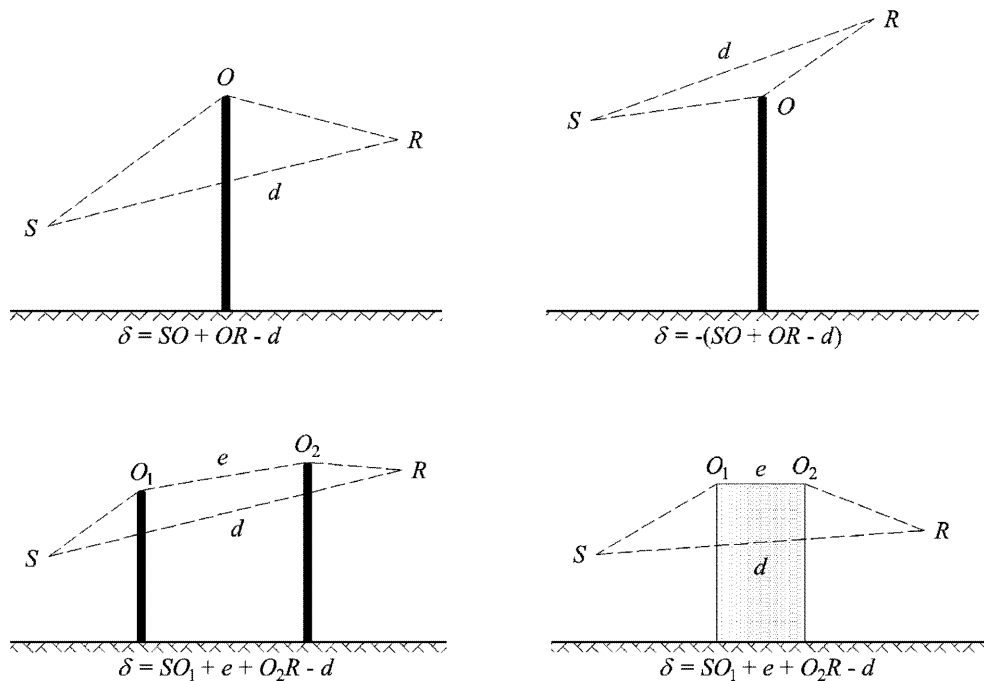 O
S
R
d
δ = SO + OR - d
d
R
S
O
δ = -(SO + OR - d)
O1
e
O2
R
S
d
δ = SO1 + e + O2R - d
O1
e
O2
S
R
d
δ = SO1 + e + O2R - d